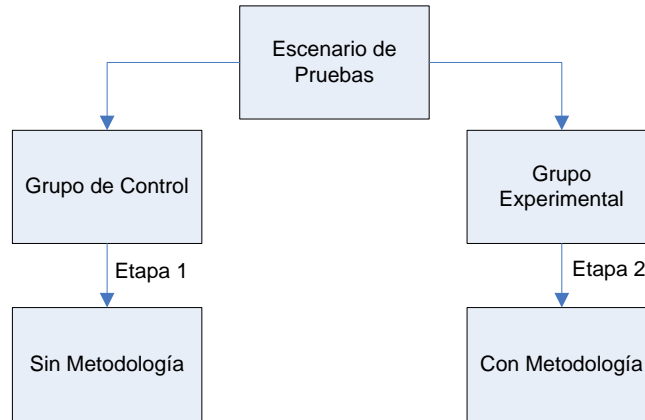 Escenario de
Pruebas
Grupo de Control
Grupo
Experimental
Etapa 1
Etapa 2
Sin Metodología
Con Metodología